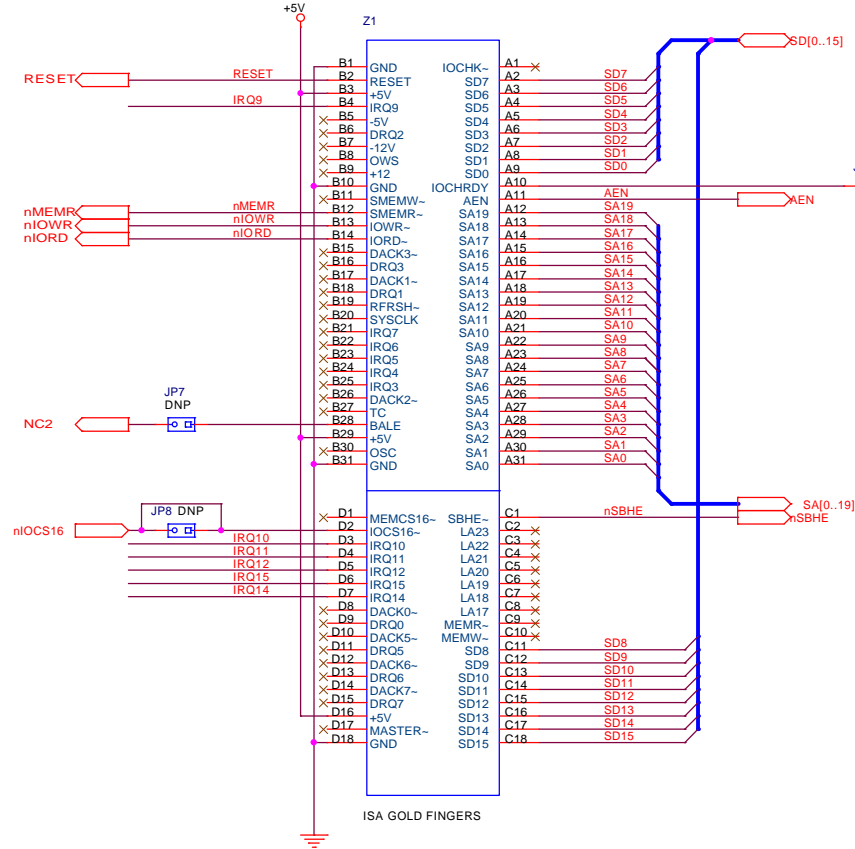 +5V
Z1
SD[0..15]
B1 GND IOCHK~ A1
RESET RESET B2 RESET SD7 A2 SD7
B3 +5V SD6 A3 SD6
IRQ9 B4 IRQ9 SD5 A4 SD5
B5 -5V SD4 A5 SD4
B6 DRQ2 SD3 A6 SD3
B7 -12V SD2 A7 SD2
B8 OWS SD1 A8 SD1
B9 +12 SD0 A9 SD0
B10 GND IOCHRDY A10
B11 SMEMW~ AEN A11 AEN AEN
nMEMR nMEMR B12 SMEMR~ SA19 A12 SA19
nIOWR nIOWR B13 IOWR~ SA18 A13 SA18
nIORD nIORD B14 IORD~ SA17 A14 SA17
B15 DACK3~ SA16 A15 SA16
B16 DRQ3 SA15 A16 SA15
B17 DACK1~ SA14 A17 SA14
B18 DRQ1 SA13 A18 SA13
B19 RFRSH~ SA12 A19 SA12
B20 SYSCLK SA11 A20 SA11
B21 IRQ7 SA10 A21 SA10
B22 IRQ6 SA9 A22 SA9
B23 IRQ5 SA8 A23 SA8
B24 IRQ4 SA7 A24 SA7
B25 IRQ3 SA6 A25 SA6
B26 DACK2~ SA5 A26 SA5
B27 TC SA4 A27 SA4
JP7
DNP
NC2 B28 BALE SA3 A28 SA3
B29 +5V SA2 A29 SA2
B30 OSC SA1 A30 SA1
B31 GND SA0 A31 SA0
SA[0..19]
JP8 DNP
D1 MEMCS16~ SBHE~ C1 nSBHE nSBHE
nIOCS16 D2 IOCS16~ LA23 C2
IRQ10 D3 IRQ10 LA22 C3
IRQ11 D4 IRQ11 LA21 C4
IRQ12 D5 IRQ12 LA20 C5
IRQ15 D6 IRQ15 LA19 C6
IRQ14 D7 IRQ14 LA18 C7
D8 DACK0~ LA17 C8
D9 DRQ0 MEMR~ C9
D10 DACK5~ MEMW~ C10
D11 DRQ5 SD8 C11 SD8
D12 DACK6~ SD9 C12 SD9
D13 DRQ6 SD10 C13 SD10
D14 DACK7~ SD11 C14 SD11
D15 DRQ7 SD12 C15 SD12
D16 +5V SD13 C16 SD13
D17 MASTER~ SD14 C17 SD14
D18 GND SD15 C18 SD15
ISA GOLD FINGERS